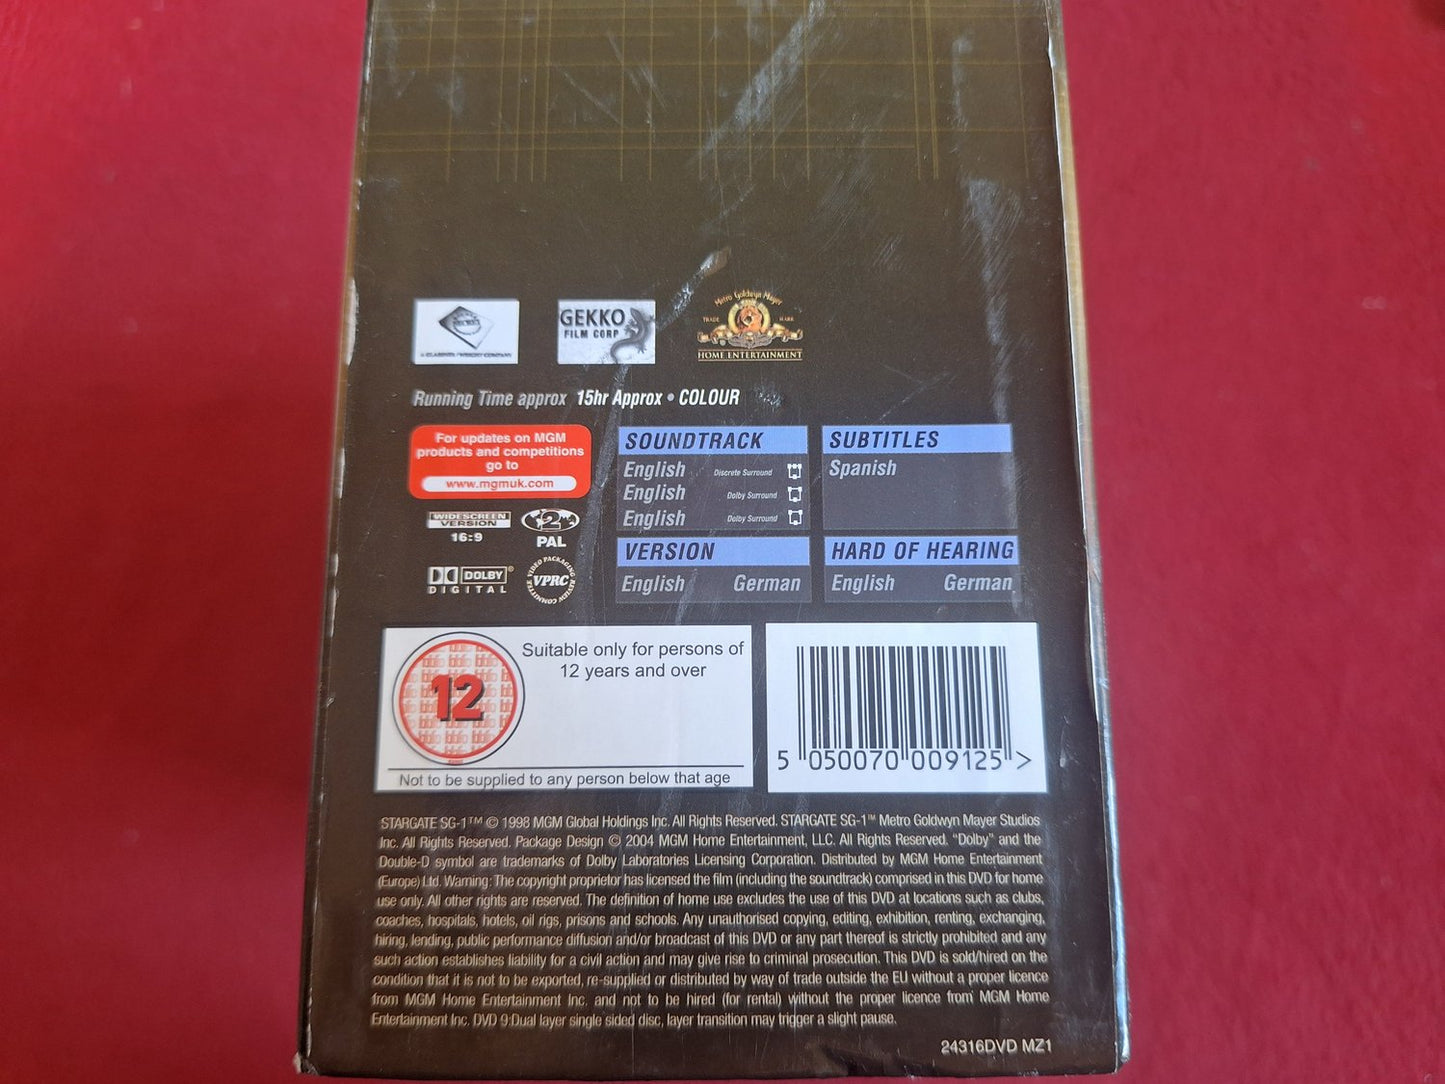 GEKKO
FILM CORP
Metro Goldwyn Mayer
TRADE MARK
HOME ENTERTAINMENT
Running Time approx 15hr Approx • COLOUR
For updates on MGM
products and competitions
go to
www.mgmuk.com
WIDESCREEN
VERSION
16:9
2
PAL
DOLBY
DIGITAL
VIDEO PACKAGING REVIEW COMMITTEE
VPRC
SOUNDTRACK
English Discrete Surround
English Dolby Surround
English Dolby Surround
SUBTITLES
Spanish
VERSION
English German
HARD OF HEARING
English German
12
Suitable only for persons of
12 years and over
Not to be supplied to any person below that age
5 050070 009125 >
STARGATE SG-1™ © 1998 MGM Global Holdings Inc. All Rights Reserved. STARGATE SG-1™ Metro Goldwyn Mayer Studios
Inc. All Rights Reserved. Package Design © 2004 MGM Home Entertainment, LLC. All Rights Reserved. “Dolby” and the
Double-D symbol are trademarks of Dolby Laboratories Licensing Corporation. Distributed by MGM Home Entertainment
(Europe) Ltd. Warning: The copyright proprietor has licensed the film (including the soundtrack) comprised in this DVD for home
use only. All other rights are reserved. The definition of home use excludes the use of this DVD at locations such as clubs,
coaches, hospitals, hotels, oil rigs, prisons and schools. Any unauthorised copying, editing, exhibition, renting, exchanging,
hiring, lending, public performance diffusion and/or broadcast of this DVD or any part thereof is strictly prohibited and any
such action establishes liability for a civil action and may give rise to criminal prosecution. This DVD is sold/hired on the
condition that it is not to be exported, re-supplied or distributed by way of trade outside the EU without a proper licence
from MGM Home Entertainment Inc. and not to be hired (for rental) without the proper licence from MGM Home
Entertainment Inc. DVD 9:Dual layer single sided disc, layer transition may trigger a slight pause.
24316DVD MZ1